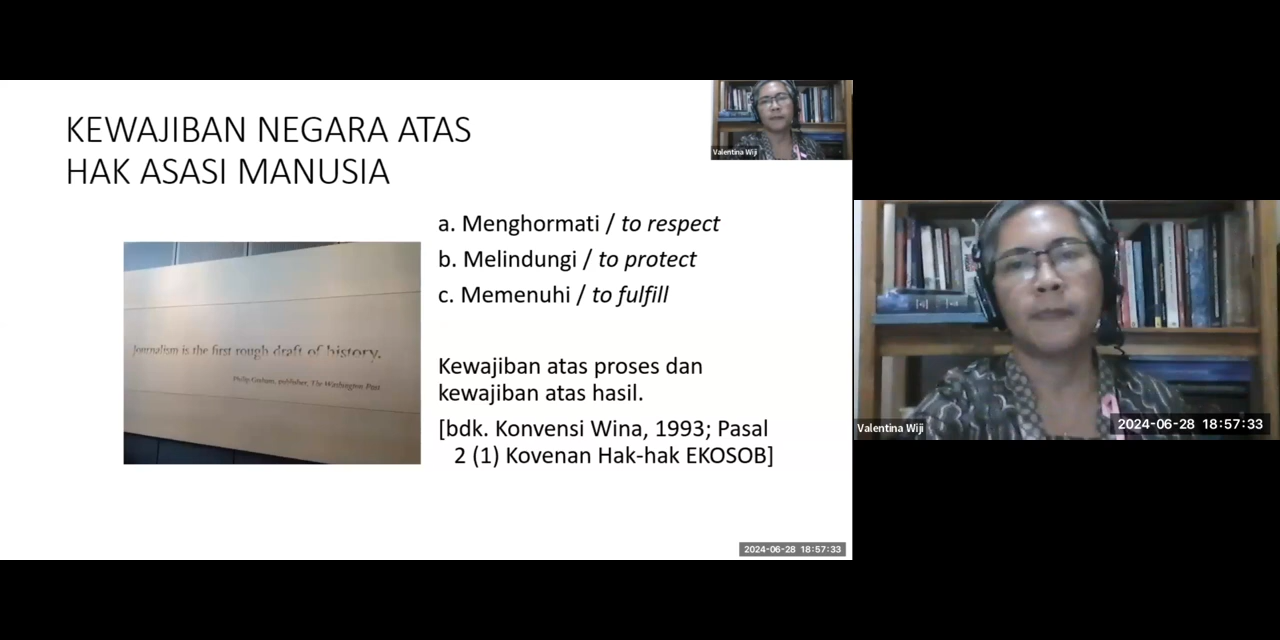 KEWAJIBAN NEGARA ATAS
HAK ASASI MANUSIA
Valentina Wiji
a. Menghormati / to respect
b. Melindungi / to protect
c. Memenuhi / to fulfill
Journalism is the first rough draft of history.
Phillip Graham, publisher, The Washington Post
Kewajiban atas proses dan
kewajiban atas hasil.
[bdk. Konvensi Wina, 1993; Pasal
2 (1) Kovenan Hak-hak EKOSOB]
2024-06-28 18:57:33
Valentina Wiji
2024-06-28 18:57:33